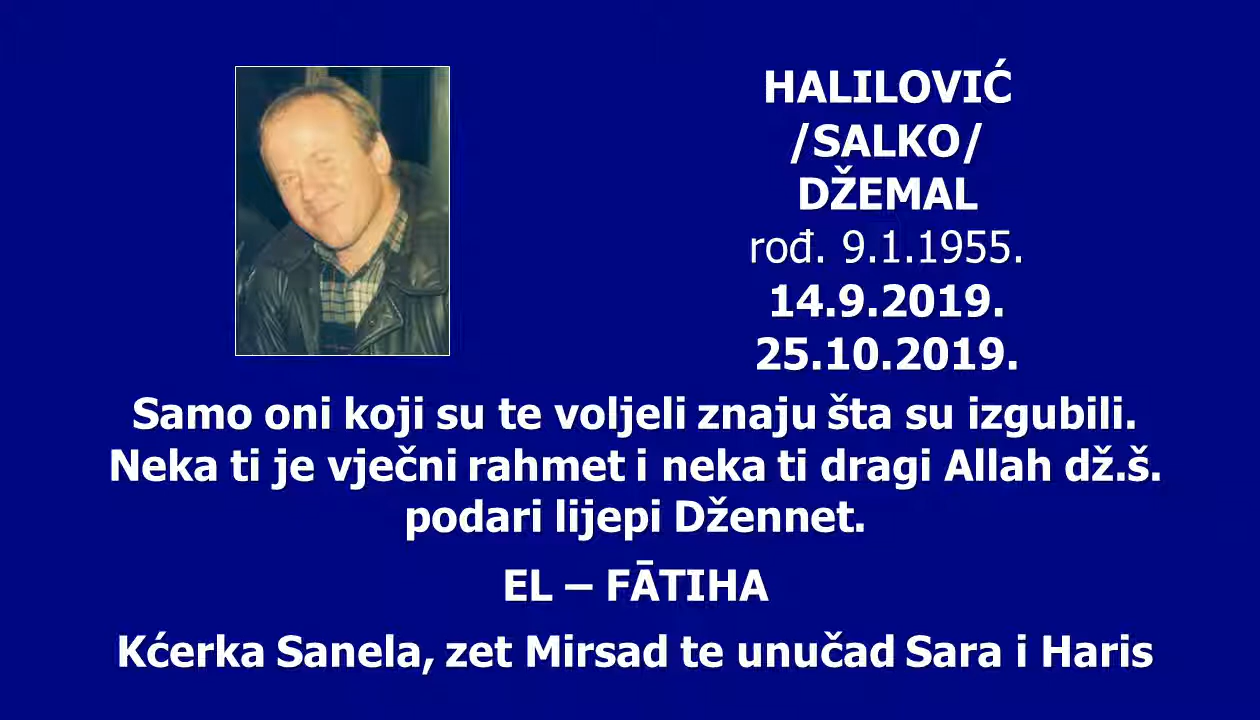 HALILOVIĆ
/SALKO/
DŽEMAL
rođ. 9.1.1955.
14.9.2019.
25.10.2019.
Samo oni koji su te voljeli znaju šta su izgubili.
Neka ti je vječni rahmet i neka ti dragi Allah dž.š.
podari lijepi Džennet.
EL – FĀTIHA
Kćerka Sanela, zet Mirsad te unučad Sara i Haris